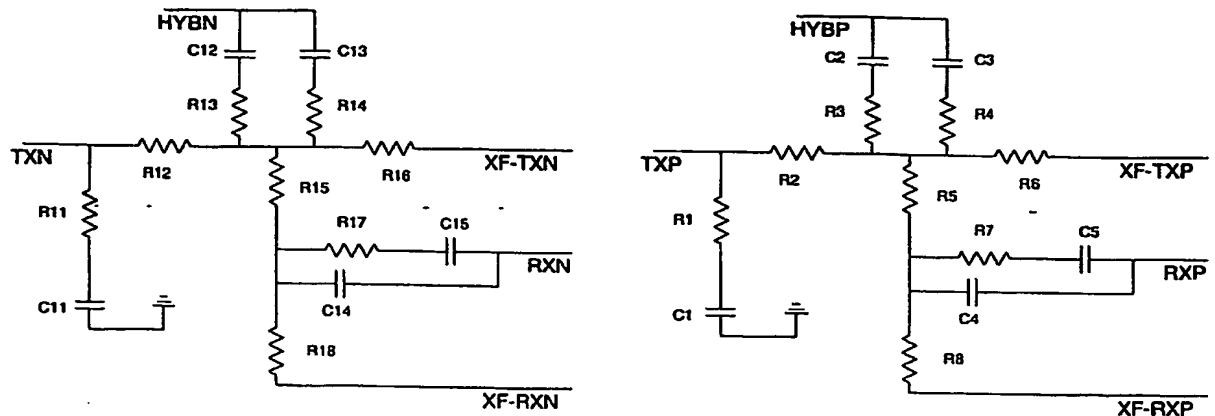 HYBN
C12
C13
R13
R14
TXN
R12
R16
XF-TXN
R15
R11
R17
C15
RXN
C11
C14
R18
XF-RXN
HYBP
C2
C3
R3
R4
TXP
R2
R6
XF-TXP
R5
R1
R7
C5
RXP
C1
C4
R8
XF-RXP